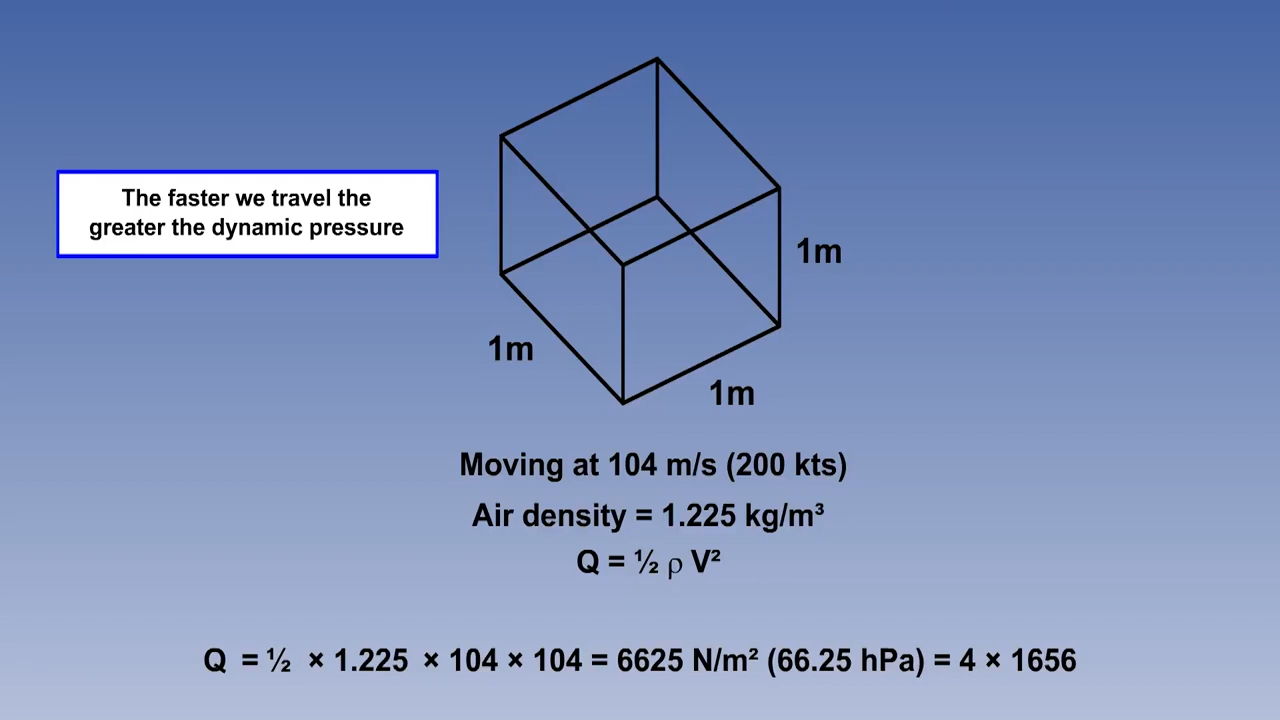 The faster we travel the
greater the dynamic pressure
1m
1m
1m
Moving at 104 m/s (200 kts)
Air density = 1.225 kg/m³
Q = ½ ρ V²
Q = ½ × 1.225 × 104 × 104 = 6625 N/m² (66.25 hPa) = 4 × 1656